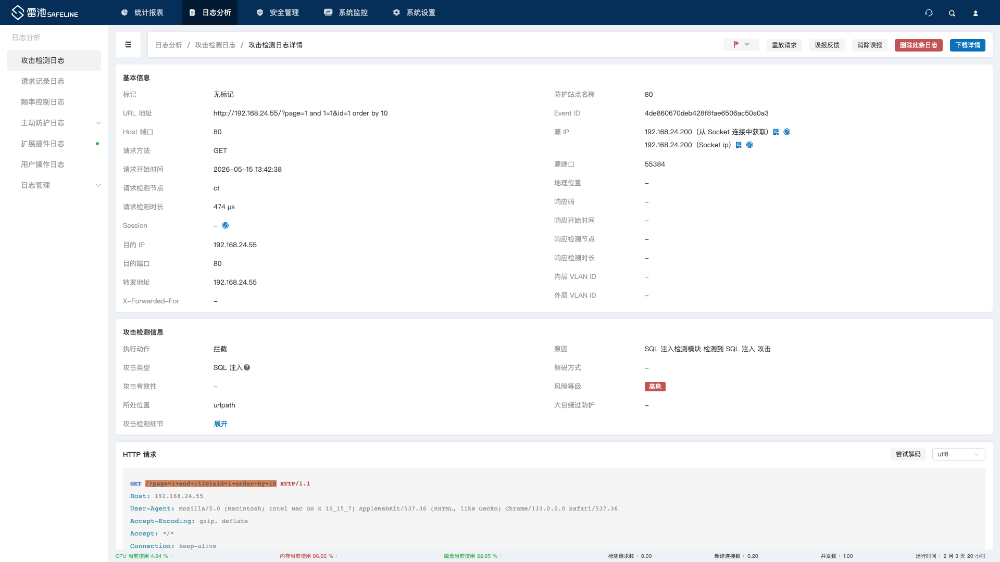 雷池 SAFELINE
统计报表
日志分析
安全管理
系统监控
系统设置
日志分析
攻击检测日志
请求记录日志
频率控制日志
主动防护日志
扩展插件日志
用户操作日志
日志管理
日志分析 / 攻击检测日志 / 攻击检测日志详情
重放请求
误报反馈
消除误报
删除此条日志
下载详情
基本信息
标记 无标记
URL 地址 http://192.168.24.55/?page=1 and 1=1&id=1 order by 10
Host 端口 80
请求方法 GET
请求开始时间 2026-05-15 13:42:38
请求检测节点 ct
请求检测时长 474 μs
Session –
目的 IP 192.168.24.55
目的端口 80
转发地址 192.168.24.55
X-Forwarded-For –
防护站点名称 80
Event ID 4de860670deb428f8fae6506ac50a0a3
源 IP 192.168.24.200（从 Socket 连接中获取）
192.168.24.200（Socket ip）
源端口 55384
地理位置 –
响应码 –
响应开始时间 –
响应检测节点 –
响应检测时长 –
内层 VLAN ID –
外层 VLAN ID –
攻击检测信息
执行动作 拦截
攻击类型 SQL 注入
攻击有效性 –
所处位置 urlpath
攻击检测细节 展开
原因 SQL 注入检测模块 检测到 SQL 注入 攻击
解码方式 –
风险等级 高危
大包绕过防护 –
HTTP 请求
尝试解码
utf8
GET /?page=1+and+1%3D1&id=1+order+by+10 HTTP/1.1
Host: 192.168.24.55
User-Agent: Mozilla/5.0 (Macintosh; Intel Mac OS X 10_15_7) AppleWebKit/537.36 (KHTML, like Gecko) Chrome/133.0.0.0 Safari/537.36
Accept-Encoding: gzip, deflate
Accept: */*
Connection: keep-alive
CPU 当前使用 4.94 %：
内存当前使用 86.92 %：
磁盘当前使用 22.85 %：
检测请求数：0.00
新建连接数：0.20
并发数：1.00
运行时间：2 月 3 天 20 小时